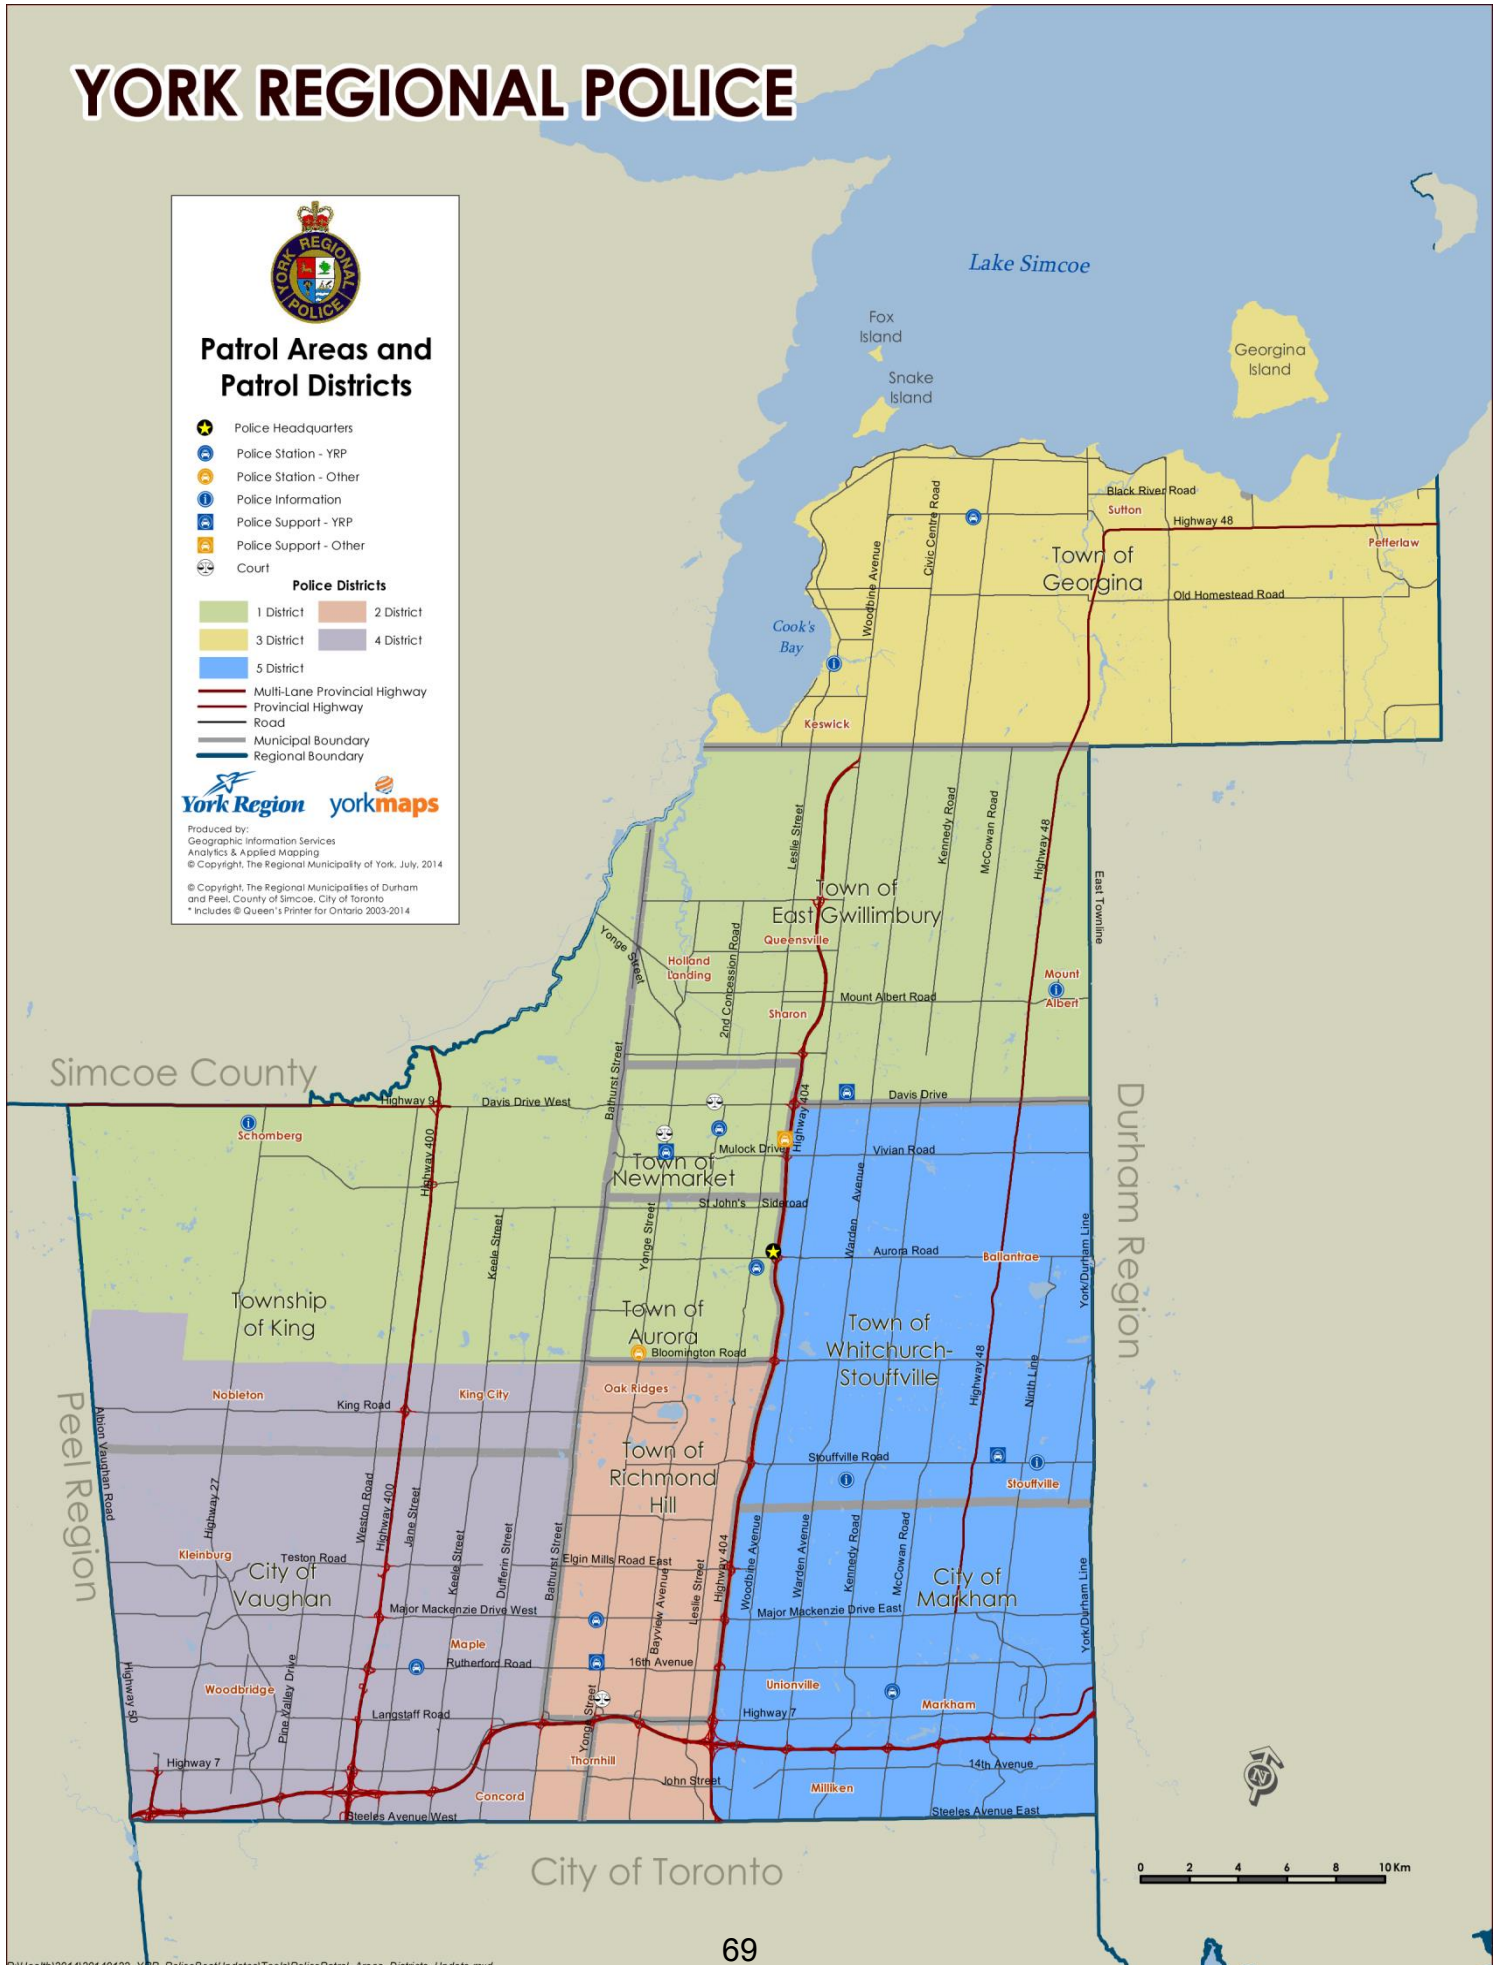 YORK REGIONAL POLICE
YORK REGIONAL
POLICE
Patrol Areas and
Patrol Districts
Police Headquarters
Police Station - YRP
Police Station - Other
Police Information
Police Support - YRP
Police Support - Other
Court
Police Districts
1 District
2 District
3 District
4 District
5 District
Multi-Lane Provincial Highway
Provincial Highway
Road
Municipal Boundary
Regional Boundary
York Region
yorkmaps
Produced by:
Geographic Information Services
Analytics & Applied Mapping
© Copyright, The Regional Municipality of York, July, 2014
© Copyright, The Regional Municipalities of Durham
and Peel, County of Simcoe, City of Toronto
* Includes © Queen's Printer for Ontario 2003-2014
Lake Simcoe
Fox
Island
Snake
Island
Georgina
Island
Black River Road
Sutton
Highway 48
Pefferlaw
Civic Centre Road
Woodbine Avenue
Town of
Georgina
Old Homestead Road
Cook's
Bay
Keswick
Leslie Street
Kennedy Road
McCowan Road
Highway 48
East Townline
Town of
East Gwillimbury
Queensville
Yonge Street
Holland
Landing
2nd Concession Road
Mount
Albert
Mount Albert Road
Sharon
Simcoe County
Bathurst Street
Highway 9
Davis Drive West
Davis Drive
Highway 404
Durham Region
Schomberg
Highway 400
Mulock Drive
Vivian Road
Town of
Newmarket
St John's Sideroad
Warden Avenue
Keele Street
Yonge Street
Aurora Road
Ballantrae
York/Durham Line
Township
of King
Town of
Aurora
Bloomington Road
Town of
Whitchurch-
Stouffville
Highway 48
Ninth Line
Peel Region
Nobleton
King City
King Road
Oak Ridges
Albion Vaughan Road
Town of
Richmond
Hill
Stouffville Road
Stouffville
Highway 27
Weston Road
Highway 400
Jane Street
Keele Street
Dufferin Street
Bathurst Street
Highway 404
Woodbine Avenue
Warden Avenue
Kennedy Road
McCowan Road
Kleinburg
Teston Road
Elgin Mills Road East
City of
Vaughan
Bayview Avenue
Leslie Street
City of
Markham
York/Durham Line
Major Mackenzie Drive West
Major Mackenzie Drive East
Maple
Rutherford Road
16th Avenue
Highway 50
Woodbridge
Pine Valley Drive
Unionville
Markham
Langstaff Road
Yonge Street
Highway 7
Highway 7
Thornhill
14th Avenue
John Street
Milliken
Concord
Steeles Avenue West
Steeles Avenue East
N
City of Toronto
0 2 4 6 8 10 Km
69